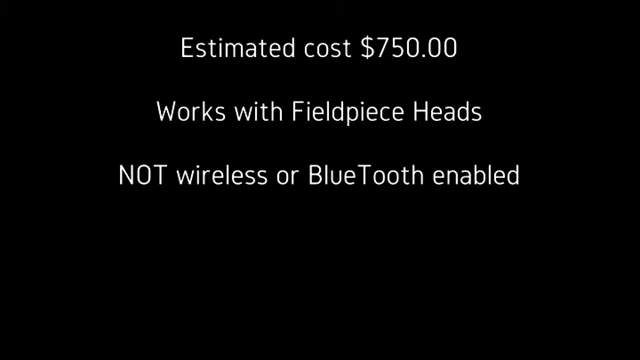 Estimated cost $750.00
Works with Fieldpiece Heads
NOT wireless or BlueTooth enabled